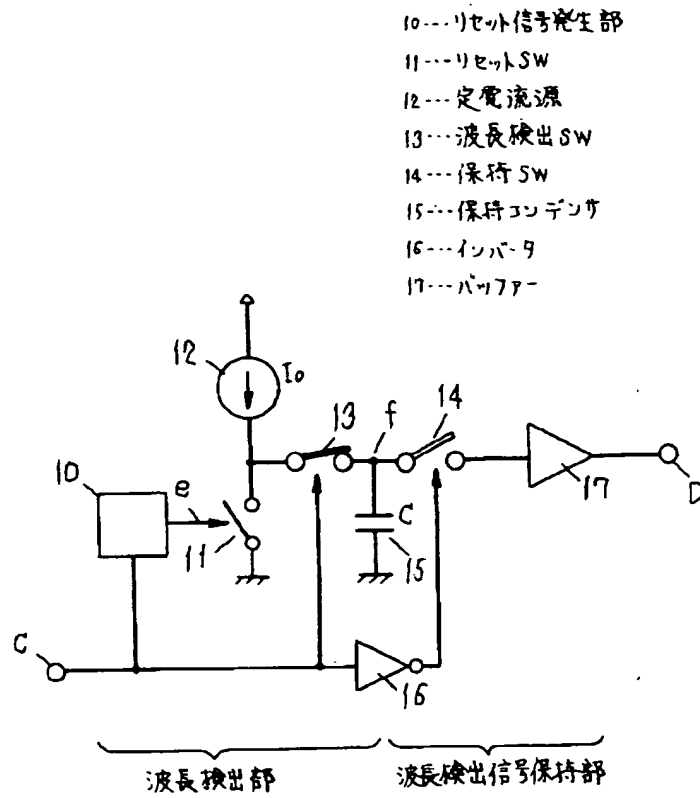 10---リセット信号発生部
11---リセットSW
12---定電流源
13---波長検出SW
14---保持SW
15---保持コンデンサ
16---インバータ
17---バッファー
12
Io
13
f
14
10
e
11
C
15
17
D
C
16
波長検出部
波長検出信号保持部